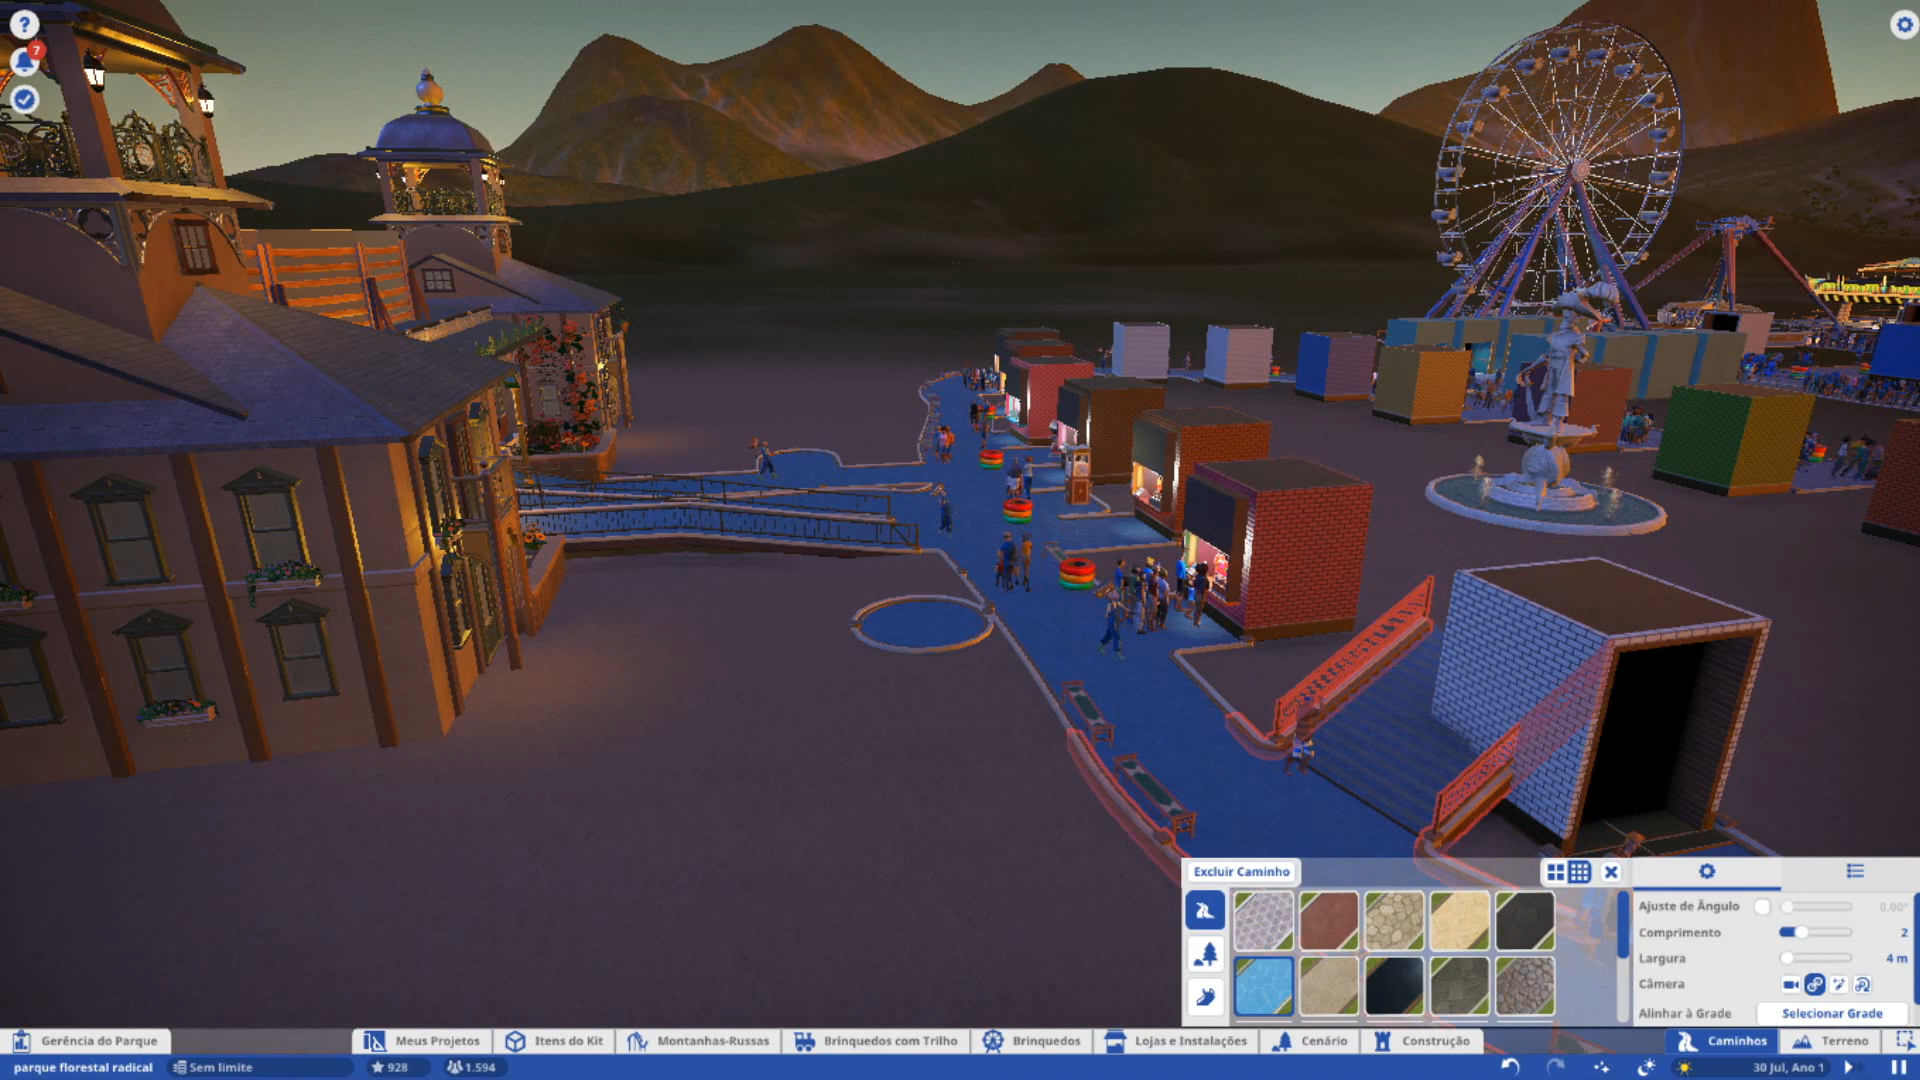 ?
7
Excluir Caminho
Ajuste de Ângulo 0.00°
Comprimento 2
Largura 4 m
Câmera
Alinhar à Grade Selecionar Grade
Gerência do Parque Meus Projetos Itens do Kit Montanhas-Russas Brinquedos com Trilho Brinquedos Lojas e Instalações Cenário Construção Caminhos Terreno
parque florestal radical Sem limite 928 1.594 30 Jul, Ano 1